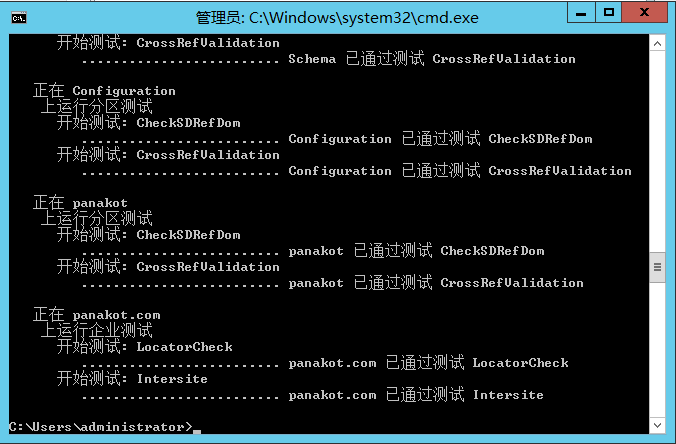 管理员: C:\Windows\system32\cmd.exe
开始测试: CrossRefValidation
......................... Schema 已通过测试 CrossRefValidation
正在 Configuration
上运行分区测试
开始测试: CheckSDRefDom
......................... Configuration 已通过测试 CheckSDRefDom
开始测试: CrossRefValidation
......................... Configuration 已通过测试 CrossRefValidation
正在 panakot
上运行分区测试
开始测试: CheckSDRefDom
......................... panakot 已通过测试 CheckSDRefDom
开始测试: CrossRefValidation
......................... panakot 已通过测试 CrossRefValidation
正在 panakot.com
上运行企业测试
开始测试: LocatorCheck
......................... panakot.com 已通过测试 LocatorCheck
开始测试: Intersite
......................... panakot.com 已通过测试 Intersite
C:\Users\administrator>_